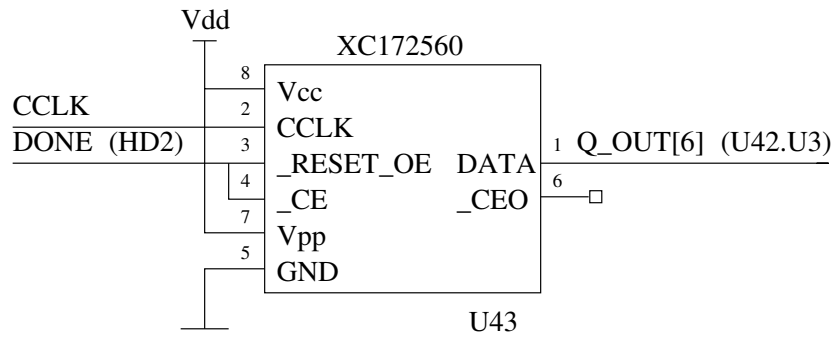 Vdd
XC172560
8 Vcc
CCLK 2 CCLK
DONE (HD2) 3 _RESET_OE DATA 1 Q_OUT[6] (U42.U3)
4 _CE _CEO 6
7 Vpp
5 GND
U43